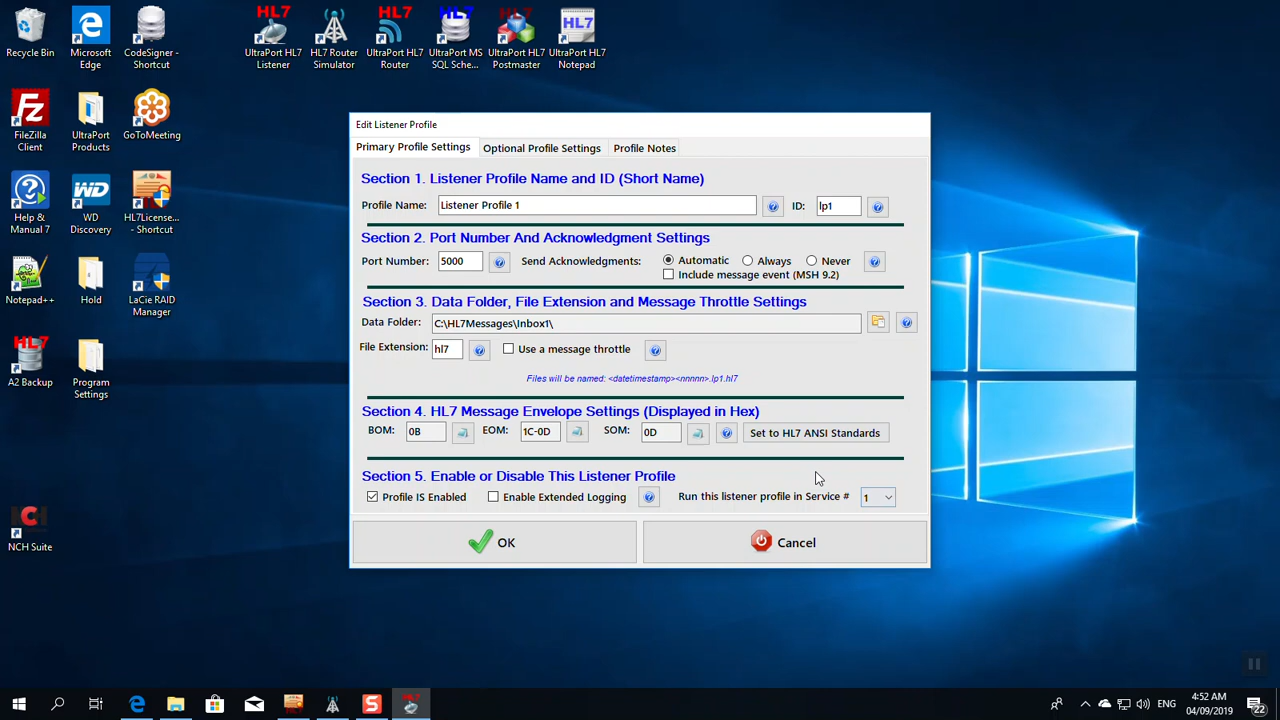 Recycle Bin
Microsoft Edge
CodeSigner - Shortcut
HL7
UltraPort HL7 Listener
HL7
HL7 Router Simulator
HL7
UltraPort HL7 Router
HL7
UltraPort MS SQL Sche...
HL7
UltraPort HL7 Postmaster
HL7
UltraPort HL7 Notepad
FileZilla Client
UltraPort Products
GoToMeeting
Help & Manual 7
WD
WD Discovery
HL7License... - Shortcut
Notepad++
Hold
LaCie RAID Manager
HL7
A2 Backup
Program Settings
NCH
NCH Suite
Edit Listener Profile
Primary Profile Settings
Optional Profile Settings
Profile Notes
Section 1. Listener Profile Name and ID (Short Name)
Profile Name: Listener Profile 1 ID: lp1
Section 2. Port Number And Acknowledgment Settings
Port Number: 5000 Send Acknowledgments: Automatic Always Never
Include message event (MSH 9.2)
Section 3. Data Folder, File Extension and Message Throttle Settings
Data Folder: C:\HL7Messages\Inbox1\
File Extension: hl7 Use a message throttle
Files will be named: <datetimestamp><nnnnn>.lp1.hl7
Section 4. HL7 Message Envelope Settings (Displayed in Hex)
BOM: 0B EOM: 1C-0D SOM: 0D Set to HL7 ANSI Standards
Section 5. Enable or Disable This Listener Profile
Profile IS Enabled Enable Extended Logging Run this listener profile in Service # 1
OK Cancel
HL7
ENG
4:52 AM
04/09/2019
22